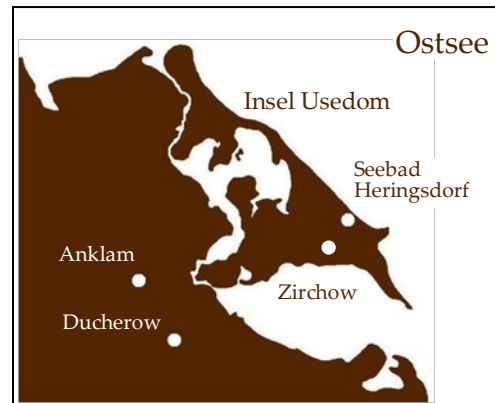 Ostsee
Insel Usedom
Seebad
Heringsdorf
Anklam
Zirchow
Ducherow